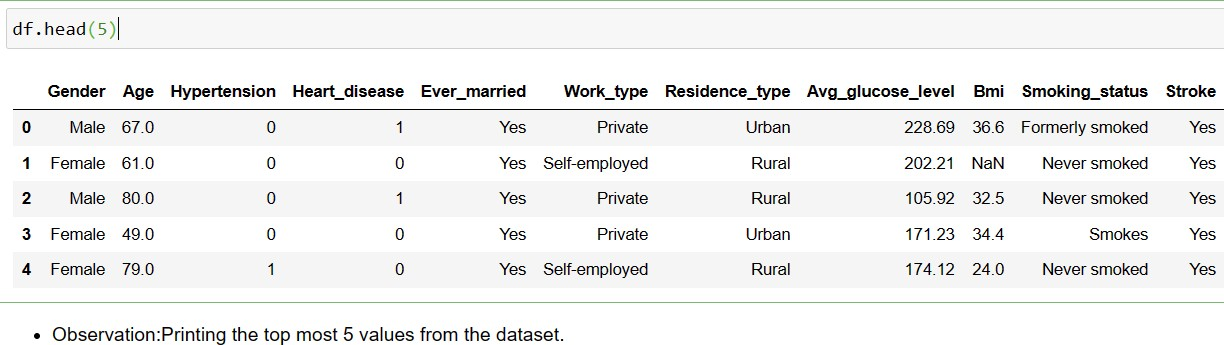 df.head(5)
Gender Age Hypertension Heart_disease Ever_married Work_type Residence_type Avg_glucose_level Bmi Smoking_status Stroke
0 Male 67.0 0 1 Yes Private Urban 228.69 36.6 Formerly smoked Yes
1 Female 61.0 0 0 Yes Self-employed Rural 202.21 NaN Never smoked Yes
2 Male 80.0 0 1 Yes Private Rural 105.92 32.5 Never smoked Yes
3 Female 49.0 0 0 Yes Private Urban 171.23 34.4 Smokes Yes
4 Female 79.0 1 0 Yes Self-employed Rural 174.12 24.0 Never smoked Yes
• Observation:Printing the top most 5 values from the dataset.